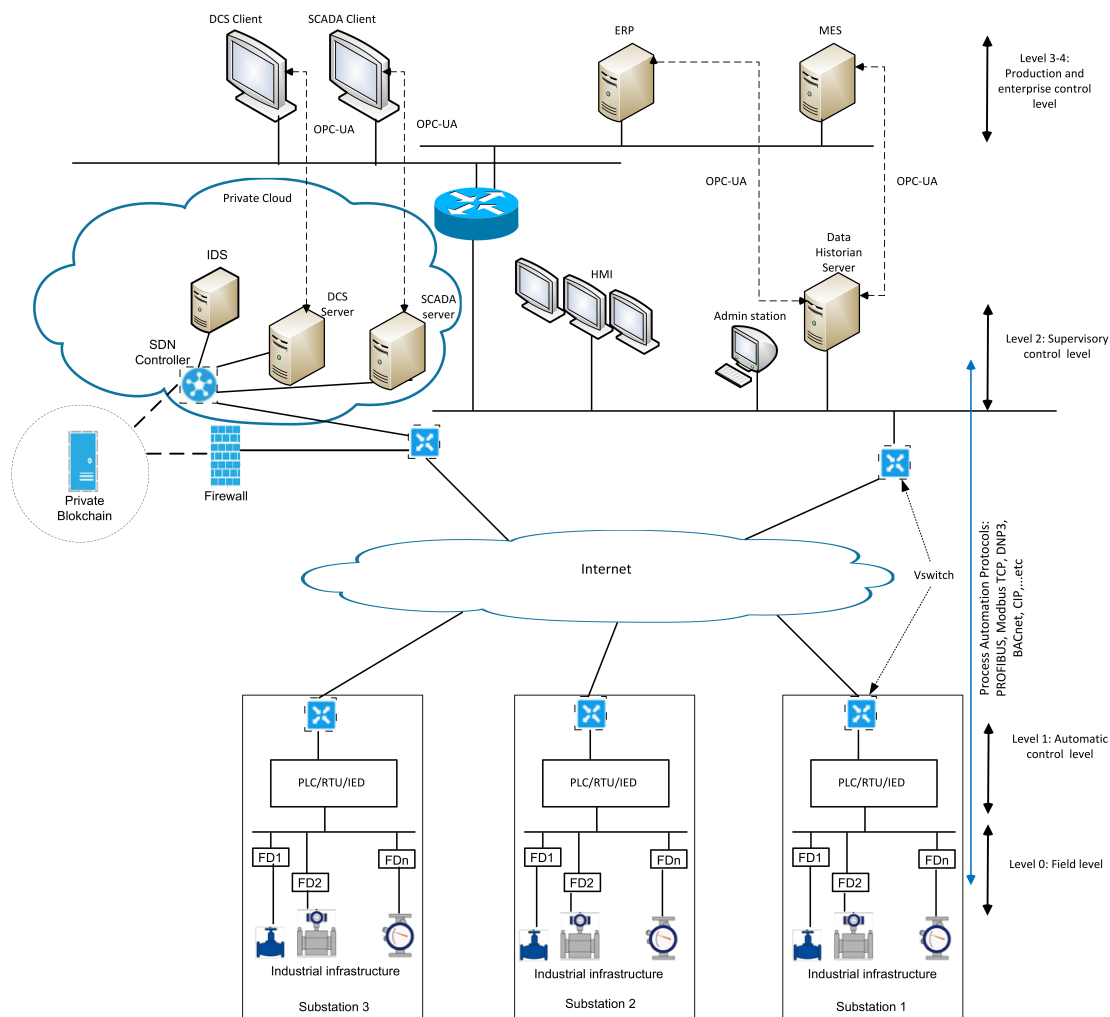 DCS Client
SCADA Client
ERP
MES
Level 3-4:
Production and
enterprise control
level
OPC-UA
OPC-UA
OPC-UA
OPC-UA
Private Cloud
IDS
DCS
Server
SCADA
server
SDN
Controller
HMI
Data
Historian
Server
Admin station
Level 2: Supervisory
control level
Private
Blokchain
Firewall
Internet
Vswitch
Process Automation Protocols:
PROFIBUS, Modbus TCP, DNP3,
BACnet, CIP,...etc
Level 1: Automatic
control level
Level 0: Field level
PLC/RTU/IED
FD1
FD2
FDn
Industrial infrastructure
Substation 3
PLC/RTU/IED
FD1
FD2
FDn
Industrial infrastructure
Substation 2
PLC/RTU/IED
FD1
FD2
FDn
Industrial infrastructure
Substation 1